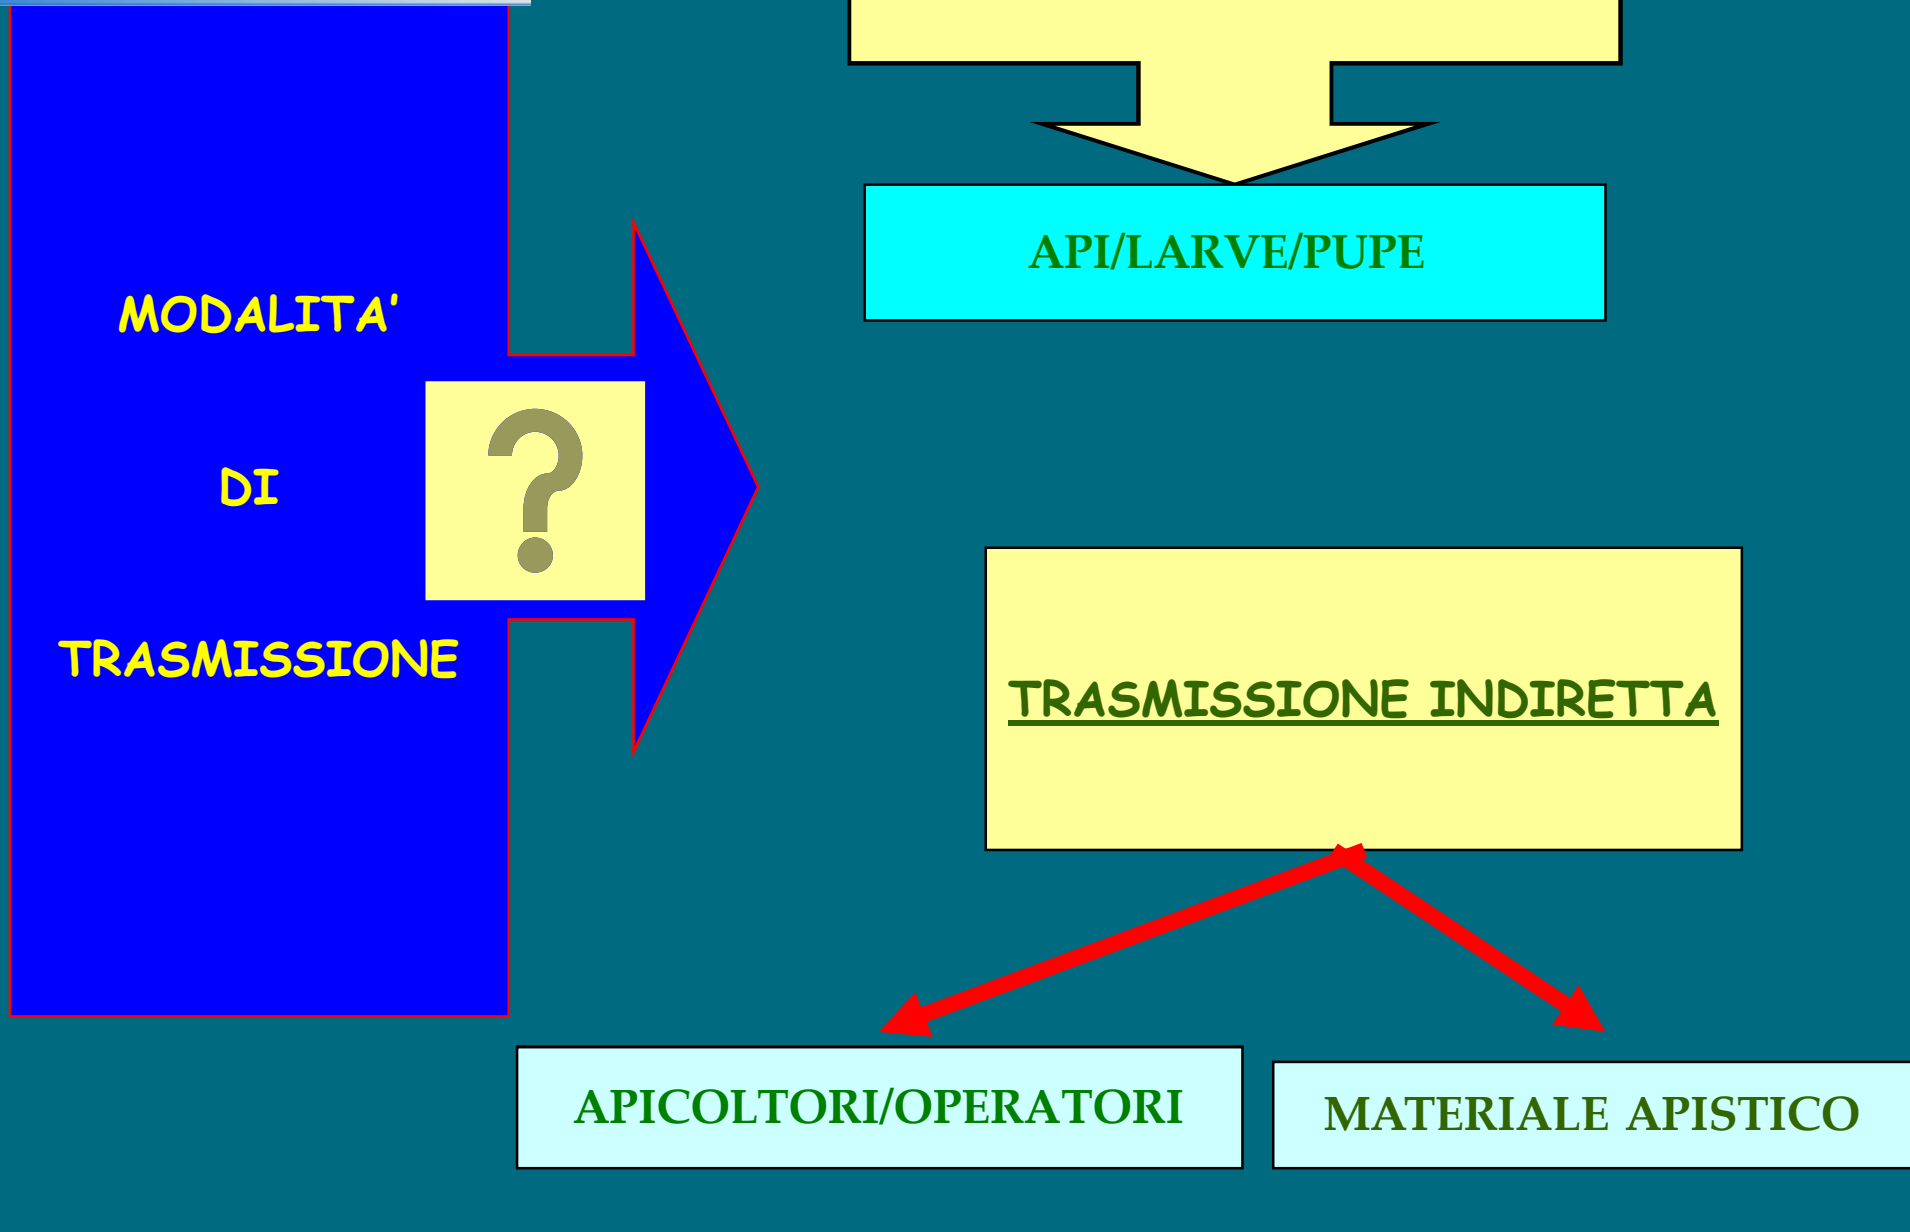 MODALITA’
DI
TRASMISSIONE
?
API/LARVE/PUPE
TRASMISSIONE INDIRETTA
APICOLTORI/OPERATORI
MATERIALE APISTICO